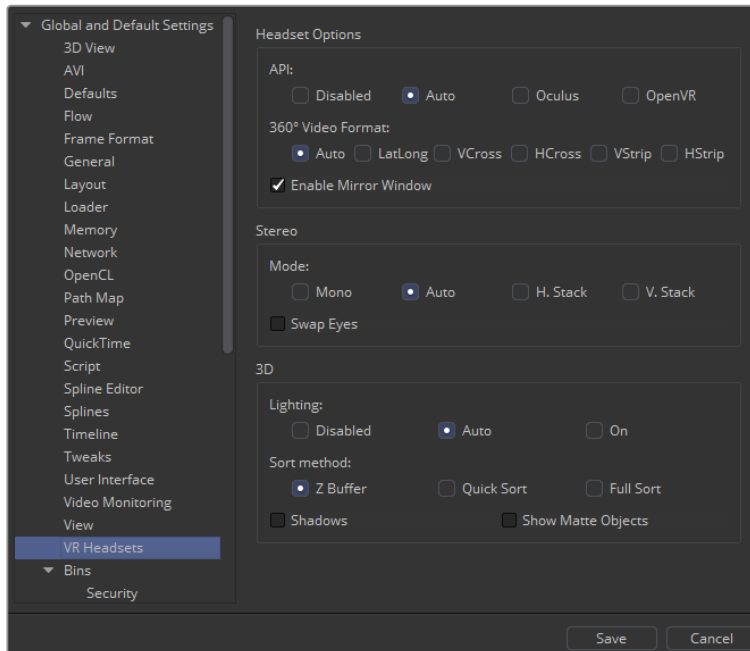 Global and Default Settings
3D View
AVI
Defaults
Flow
Frame Format
General
Layout
Loader
Memory
Network
OpenCL
Path Map
Preview
QuickTime
Script
Spline Editor
Splines
Timeline
Tweaks
User Interface
Video Monitoring
View
VR Headsets
Bins
Security
Headset Options
API:
Disabled Auto Oculus OpenVR
360° Video Format:
Auto LatLong VCross HCross VStrip HStrip
Enable Mirror Window
Stereo
Mode:
Mono Auto H. Stack V. Stack
Swap Eyes
3D
Lighting:
Disabled Auto On
Sort method:
Z Buffer Quick Sort Full Sort
Shadows Show Matte Objects
Save Cancel